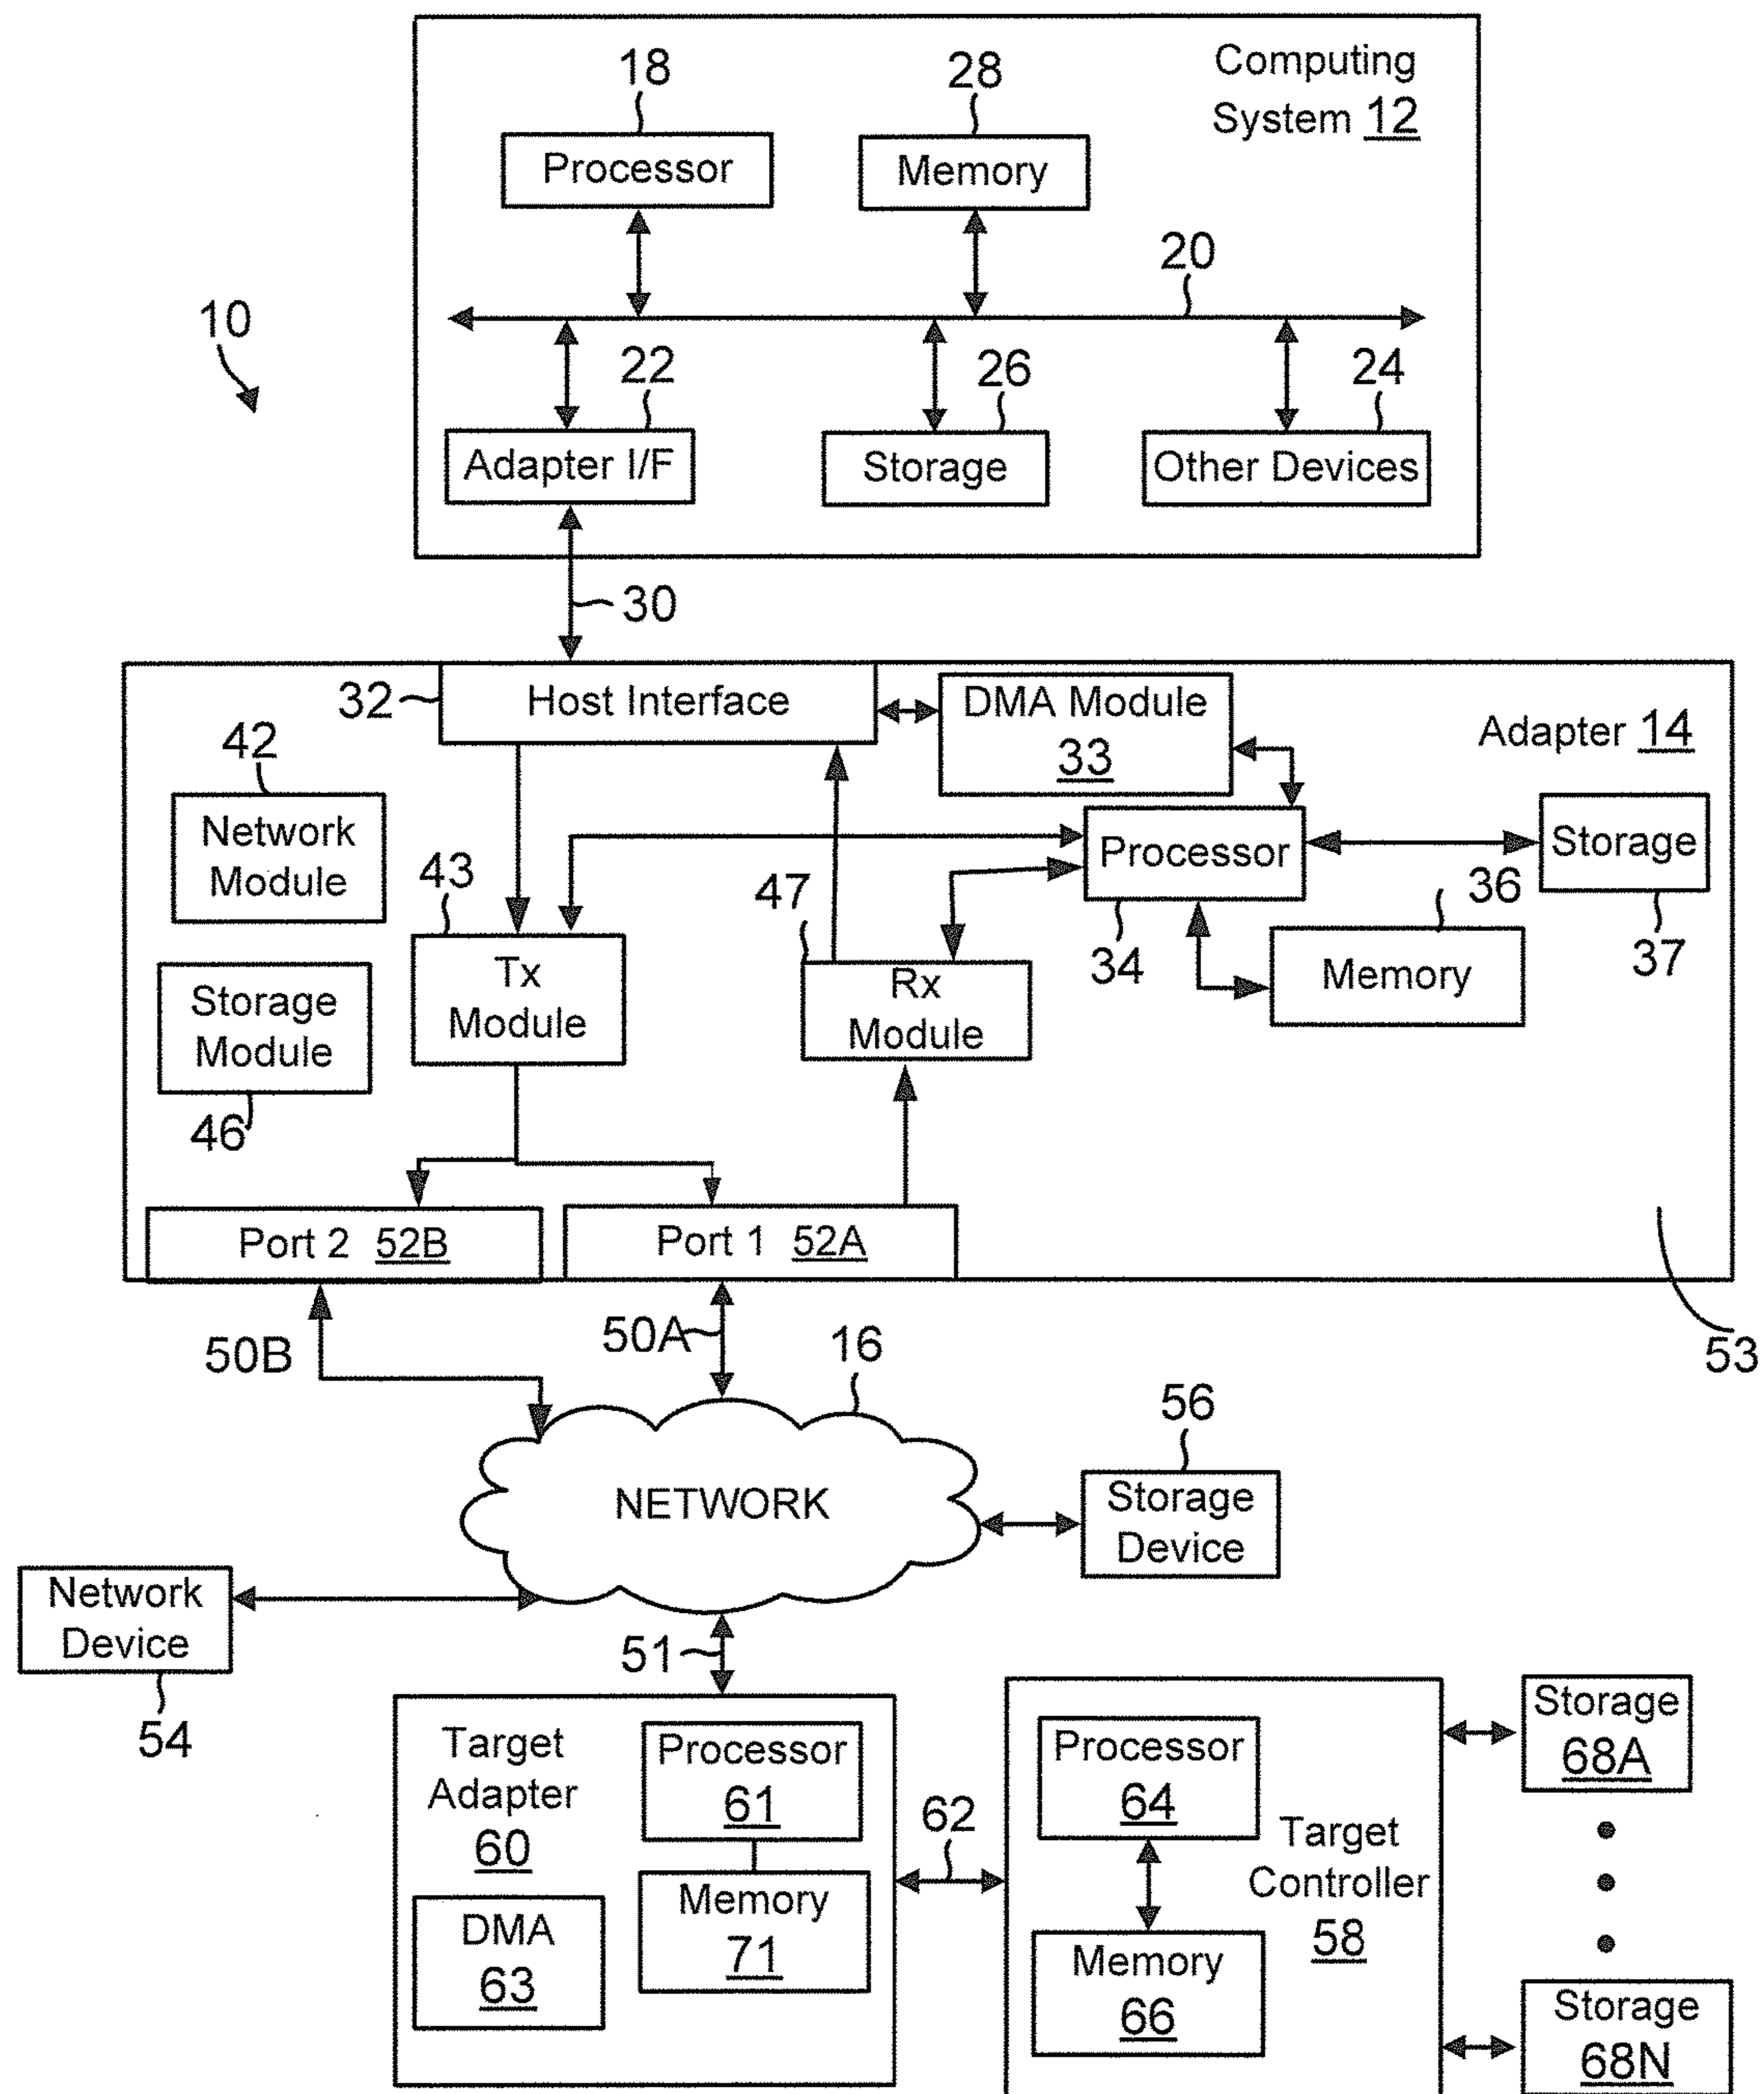 Computing
System 12
18
28
Processor
Memory
20
10
22
26
24
Adapter I/F
Storage
Other Devices
30
32
Host Interface
DMA Module
33
Adapter 14
42
Network
Module
43
47
Processor
Storage
36
34
37
Tx
Module
Rx
Module
Memory
Storage
Module
46
Port 2 52B
Port 1 52A
50B
50A
16
53
56
NETWORK
Storage
Device
Network
Device
54
51
Target
Adapter
60
Processor
61
Memory
71
DMA
63
62
Processor
64
Target
Controller
58
Memory
66
Storage
68A
Storage
68N